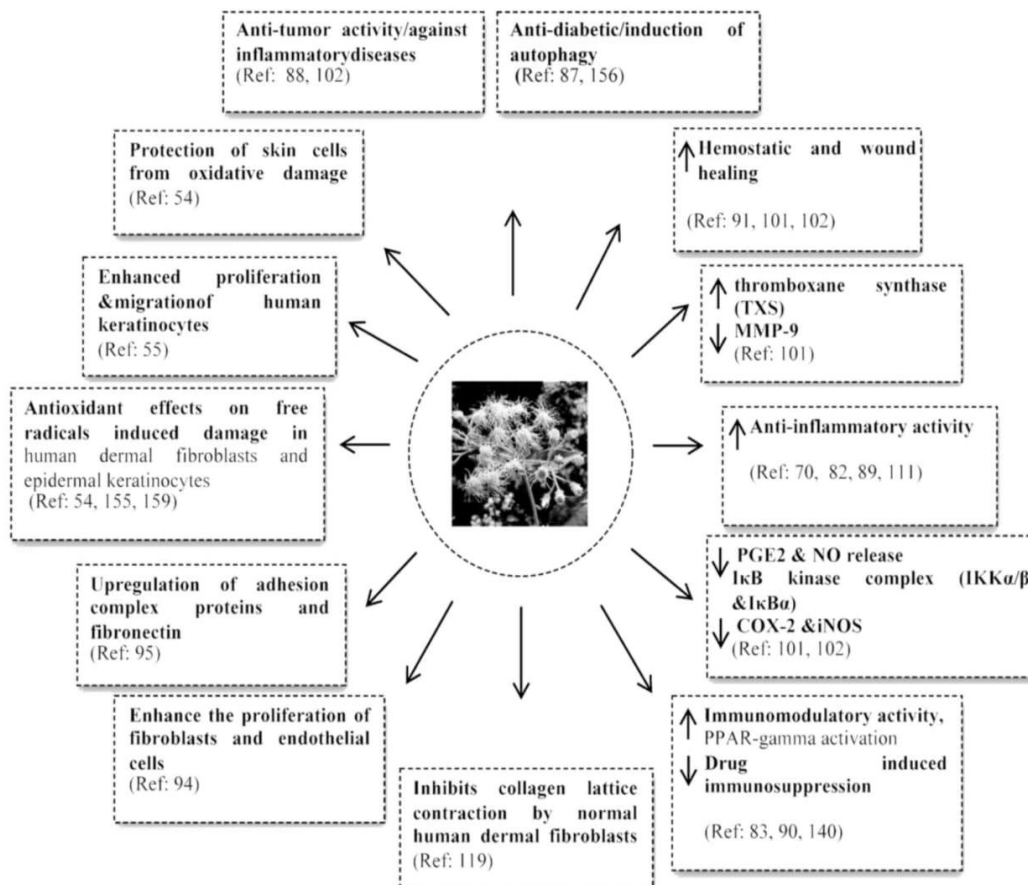 Anti-tumor activity/against
inflammatorydiseases
(Ref: 88, 102)
Anti-diabetic/induction of
autophagy
(Ref: 87, 156)
Protection of skin cells
from oxidative damage
(Ref: 54)
↑ Hemostatic and wound
healing
(Ref: 91, 101, 102)
Enhanced proliferation
&migrationof human
keratinocytes
(Ref: 55)
↑ thromboxane synthase
(TXS)
↓ MMP-9
(Ref: 101)
Antioxidant effects on free
radicals induced damage in
human dermal fibroblasts and
epidermal keratinocytes
(Ref: 54, 155, 159)
↑ Anti-inflammatory activity
(Ref: 70, 82, 89, 111)
Upregulation of adhesion
complex proteins and
fibronectin
(Ref: 95)
↓ PGE2 & NO release
IκB kinase complex (IKKα/β
&IκBα)
↓ COX-2 &iNOS
(Ref: 101, 102)
Enhance the proliferation of
fibroblasts and endothelial
cells
(Ref: 94)
Inhibits collagen lattice
contraction by normal
human dermal fibroblasts
(Ref: 119)
↑ Immunomodulatory activity,
PPAR-gamma activation
↓ Drug induced
immunosuppression
(Ref: 83, 90, 140)